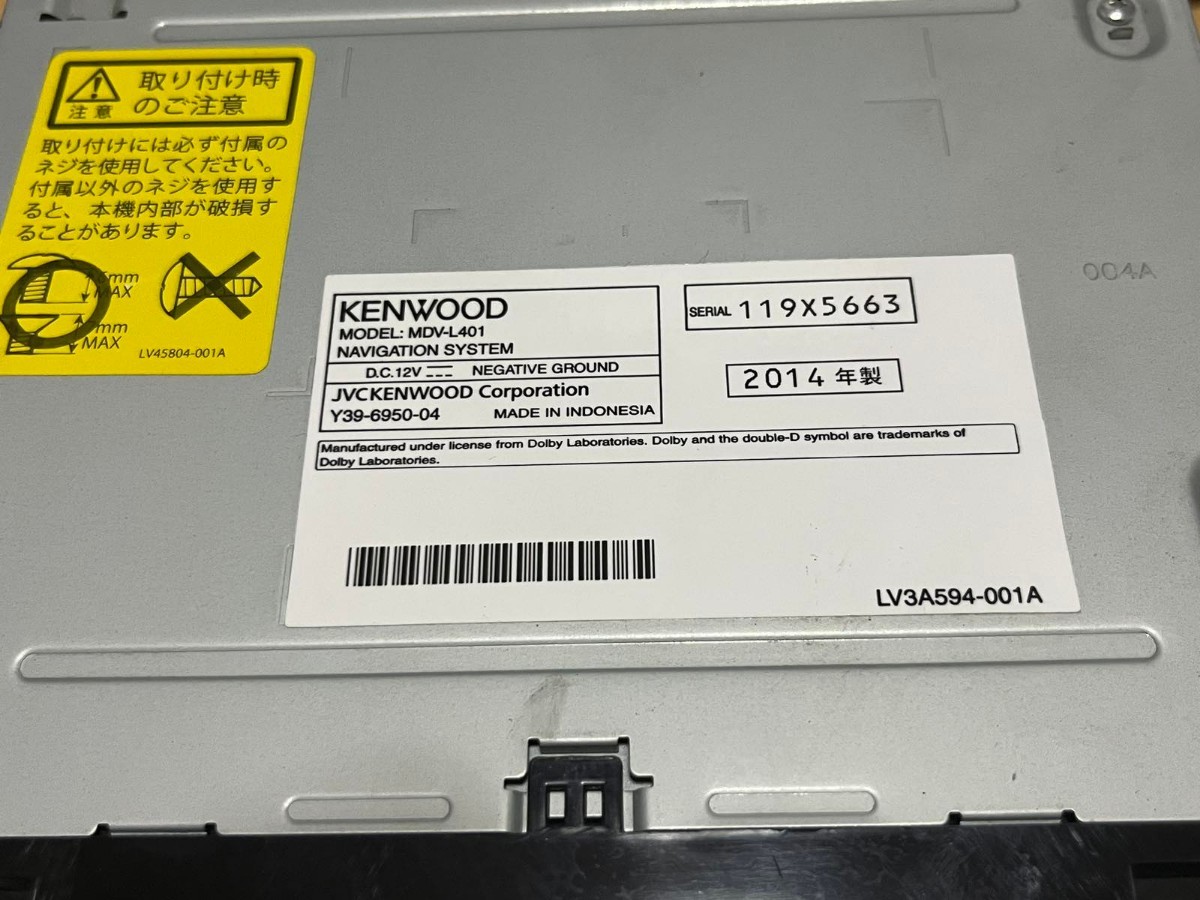 注意
取り付け時
のご注意
取り付けには必ず付属の
ネジを使用してください。
付属以外のネジを使用す
ると、本機内部が破損す
ることがあります。
mm
MAX
mm
MAX
LV45804-001A
KENWOOD
MODEL: MDV-L401
NAVIGATION SYSTEM
D.C.12V NEGATIVE GROUND
JVCKENWOOD Corporation
Y39-6950-04 MADE IN INDONESIA
SERIAL 119X5663
2014 年製
Manufactured under license from Dolby Laboratories. Dolby and the double-D symbol are trademarks of
Dolby Laboratories.
LV3A594-001A
004A